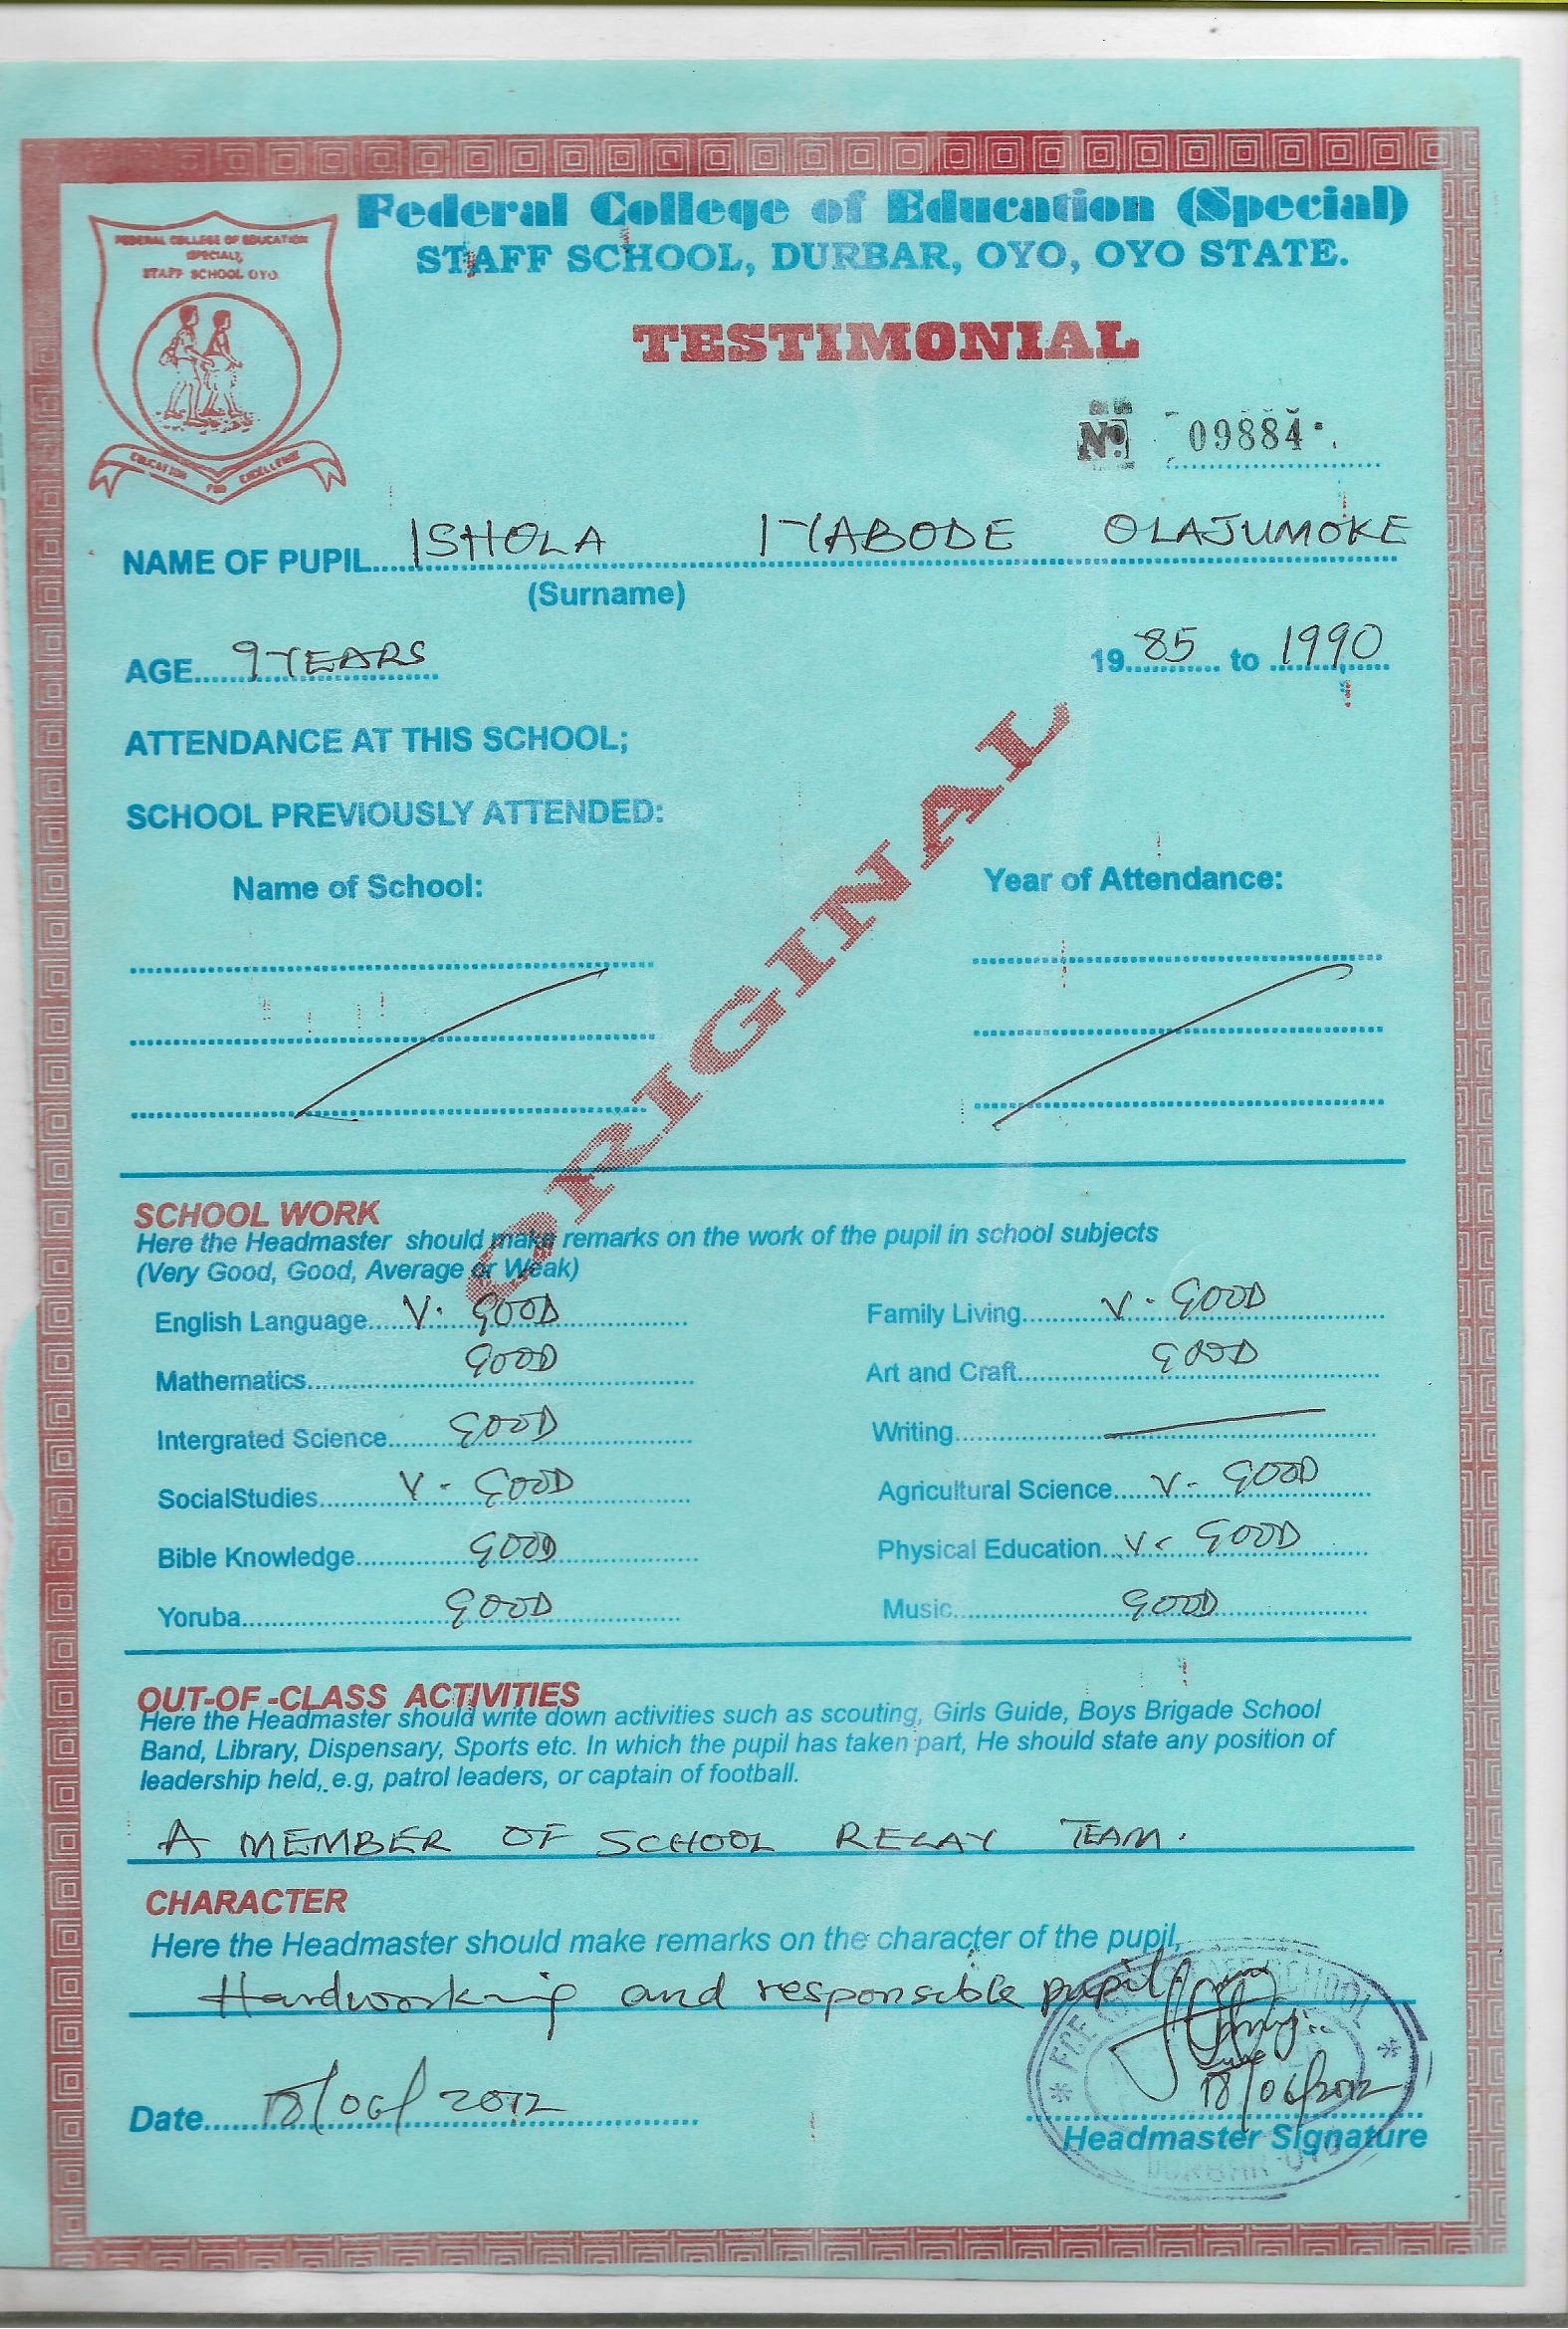 Federal College of Education (Special)
STAFF SCHOOL, DURBAR, OYO, OYO STATE.
FEDERAL COLLEGE OF EDUCATION
(SPECIAL)
STAFF SCHOOL OYO
EDUCATION FOR EXCELLENCE
TESTIMONIAL
No 09884
NAME OF PUPIL ISHOLA IYABODE OLAJUMOKE
(Surname)
AGE 9 YEARS 1985 to 1990
ATTENDANCE AT THIS SCHOOL;
SCHOOL PREVIOUSLY ATTENDED:
Name of School: Year of Attendance:
ORIGINAL
SCHOOL WORK
Here the Headmaster should make remarks on the work of the pupil in school subjects
(Very Good, Good, Average or Weak)
English Language V. GOOD Family Living V. GOOD
Mathematics GOOD Art and Craft GOOD
Intergrated Science GOOD Writing
SocialStudies V. GOOD Agricultural Science V. GOOD
Bible Knowledge GOOD Physical Education V. GOOD
Yoruba GOOD Music GOOD
OUT-OF-CLASS ACTIVITIES
Here the Headmaster should write down activities such as scouting, Girls Guide, Boys Brigade School
Band, Library, Dispensary, Sports etc. In which the pupil has taken part, He should state any position of
leadership held, e.g, patrol leaders, or captain of football.
A MEMBER OF SCHOOL RELAY TEAM.
CHARACTER
Here the Headmaster should make remarks on the character of the pupil,
Hardworking and responsible pupil
18/06/2012
Date 18/06/2012
Headmaster Signature